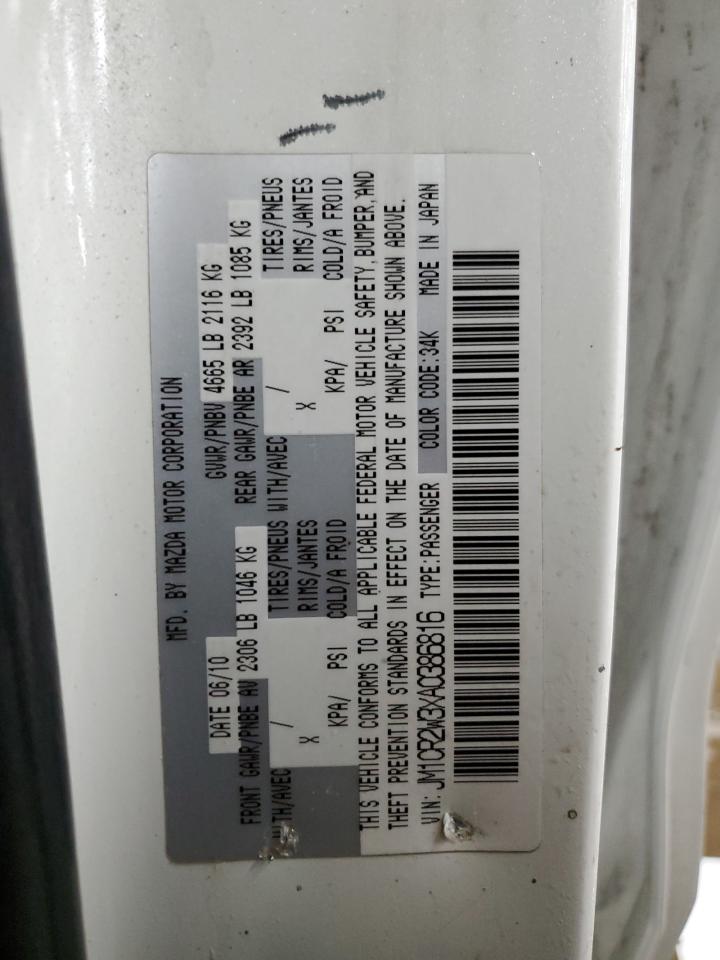 MFD. BY MAZDA MOTOR CORPORATION
DATE 06/10 GVWR/PNBV 4665 LB 2116 KG
FRONT GAWR/PNBE AV 2306 LB 1046 KG REAR GAWR/PNBE AR 2392 LB 1085 KG
WITH/AVEC / TIRES/PNEUS WITH/AVEC / TIRES/PNEUS
X RIMS/JANTES X RIMS/JANTES
KPA/ PSI COLD/A FROID KPA/ PSI COLD/A FROID
THIS VEHICLE CONFORMS TO ALL APPLICABLE FEDERAL MOTOR VEHICLE SAFETY, BUMPER, AND
THEFT PREVENTION STANDARDS IN EFFECT ON THE DATE OF MANUFACTURE SHOWN ABOVE.
VIN: JM1CR2W3XA0386816 TYPE: PASSENGER COLOR CODE: 34K MADE IN JAPAN